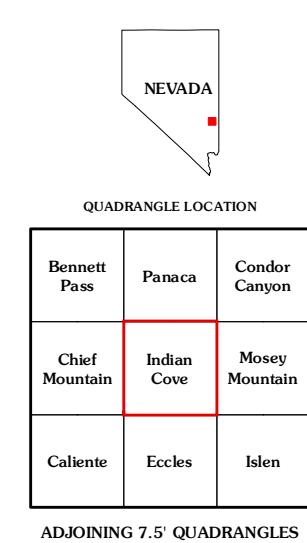 NEVADA
QUADRANGLE LOCATION
Bennett
Pass
Panaca
Condor
Canyon
Chief
Mountain
Indian
Cove
Mosey
Mountain
Caliente
Eccles
Islen
ADJOINING 7.5' QUADRANGLES